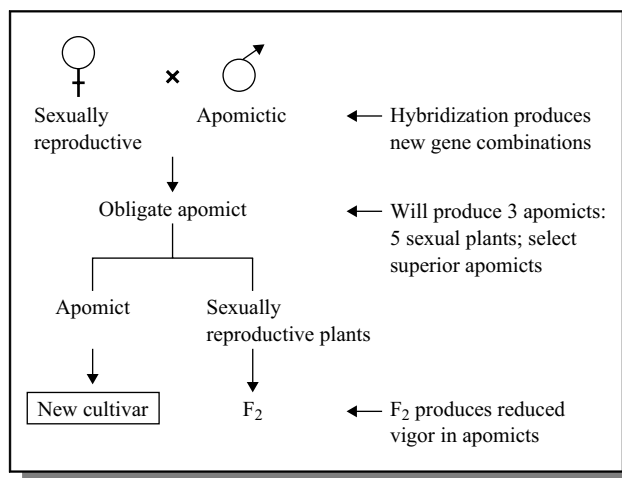 ×
Sexually
reproductive
Apomictic
Hybridization produces
new gene combinations
Obligate apomict
Will produce 3 apomicts:
5 sexual plants; select
superior apomicts
Apomict
Sexually
reproductive plants
New cultivar
F₂
F₂ produces reduced
vigor in apomicts